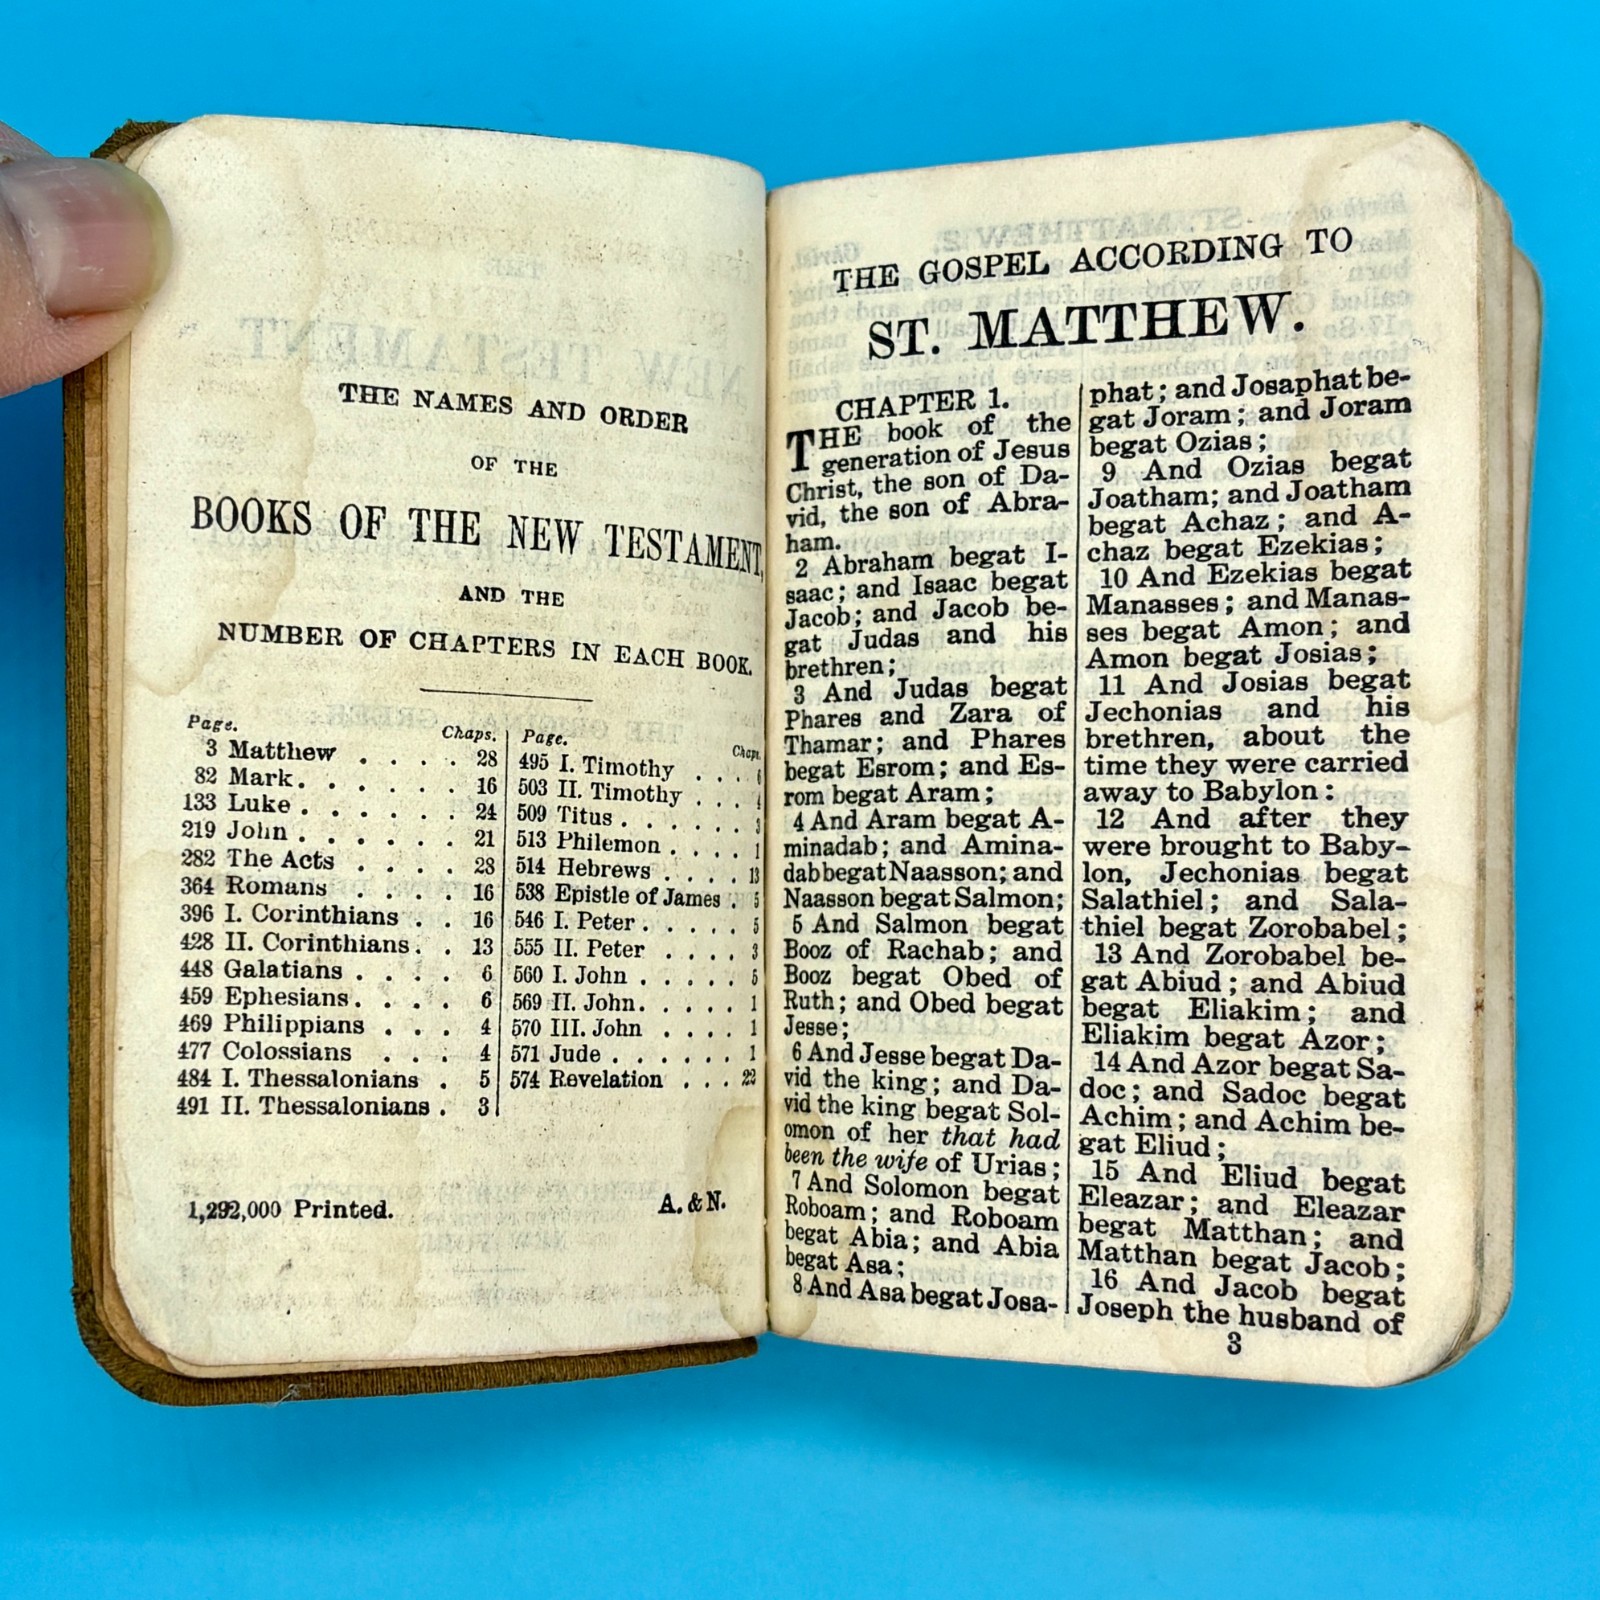 THE NAMES AND ORDER
OF THE
BOOKS OF THE NEW TESTAMENT,
AND THE
NUMBER OF CHAPTERS IN EACH BOOK.
Page. Chaps.
3 Matthew . . . . 28
82 Mark. . . . . . 16
133 Luke . . . . . . 24
219 John . . . . . . 21
282 The Acts . . . . 28
364 Romans . . . . 16
396 I. Corinthians . . 16
428 II. Corinthians. . 13
448 Galatians . . . . 6
459 Ephesians. . . . 6
469 Philippians . . . 4
477 Colossians . . . 4
484 I. Thessalonians . 5
491 II. Thessalonians . 3
Page. Chaps.
495 I. Timothy . . . 6
503 II. Timothy . . . 4
509 Titus . . . . . . 3
513 Philemon . . . . 1
514 Hebrews . . . . 13
538 Epistle of James . 5
546 I. Peter . . . . . 5
555 II. Peter . . . . 3
560 I. John . . . . . 5
569 II. John. . . . . 1
570 III. John . . . . 1
571 Jude . . . . . . 1
574 Revelation . . . 22
1,292,000 Printed. A. & N.
THE GOSPEL ACCORDING TO
ST. MATTHEW.
CHAPTER 1.
THE book of the
generation of Jesus
Christ, the son of Da-
vid, the son of Abra-
ham.
2 Abraham begat I-
saac; and Isaac begat
Jacob; and Jacob be-
gat Judas and his
brethren;
3 And Judas begat
Phares and Zara of
Thamar; and Phares
begat Esrom; and Es-
rom begat Aram;
4 And Aram begat A-
minadab; and Amina-
dab begat Naasson; and
Naasson begat Salmon;
5 And Salmon begat
Booz of Rachab; and
Booz begat Obed of
Ruth; and Obed begat
Jesse;
6 And Jesse begat Da-
vid the king; and Da-
vid the king begat Sol-
omon of her that had
been the wife of Urias;
7 And Solomon begat
Roboam; and Roboam
begat Abia; and Abia
begat Asa;
8 And Asa begat Josa-
phat; and Josaphat be-
gat Joram; and Joram
begat Ozias;
9 And Ozias begat
Joatham; and Joatham
begat Achaz; and A-
chaz begat Ezekias;
10 And Ezekias begat
Manasses; and Manas-
ses begat Amon; and
Amon begat Josias;
11 And Josias begat
Jechonias and his
brethren, about the
time they were carried
away to Babylon:
12 And after they
were brought to Baby-
lon, Jechonias begat
Salathiel; and Sala-
thiel begat Zorobabel;
13 And Zorobabel be-
gat Abiud; and Abiud
begat Eliakim; and
Eliakim begat Azor;
14 And Azor begat Sa-
doc; and Sadoc begat
Achim; and Achim be-
gat Eliud;
15 And Eliud begat
Eleazar; and Eleazar
begat Matthan; and
Matthan begat Jacob;
16 And Jacob begat
Joseph the husband of
3